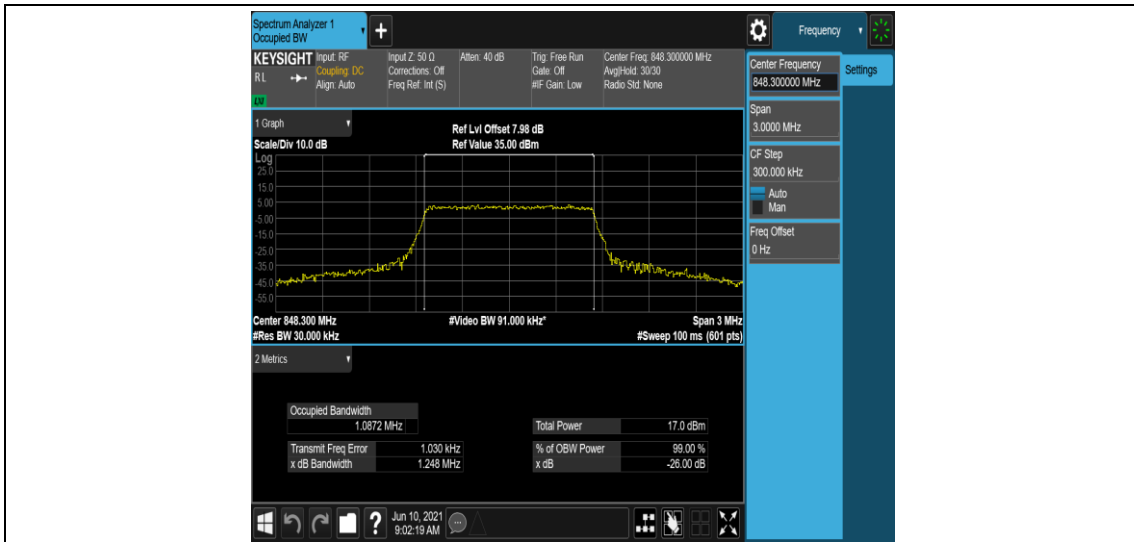 Spectrum Analyzer 1
Occupied BW
+
Frequency
KEYSIGHT
RL
LXI
Input: RF
Coupling: DC
Align: Auto
Input Z: 50 Ω
Corrections: Off
Freq Ref: Int (S)
Atten: 40 dB
Trig: Free Run
Gate: Off
#IF Gain: Low
Center Freq: 848.300000 MHz
Avg|Hold: 30/30
Radio Std: None
Center Frequency
848.300000 MHz
Settings
Span
3.0000 MHz
CF Step
300.000 kHz
Auto
Man
Freq Offset
0 Hz
1 Graph
Scale/Div 10.0 dB
Ref Lvl Offset 7.98 dB
Ref Value 35.00 dBm
Log
25.0
15.0
5.00
-5.00
-15.0
-25.0
-35.0
-45.0
-55.0
Center 848.300 MHz
#Video BW 91.000 kHz*
Span 3 MHz
#Res BW 30.000 kHz
#Sweep 100 ms (601 pts)
2 Metrics
Occupied Bandwidth
1.0872 MHz
Total Power 17.0 dBm
Transmit Freq Error 1.030 kHz
% of OBW Power 99.00 %
x dB Bandwidth 1.248 MHz
x dB -26.00 dB
?
Jun 10, 2021
9:02:19 AM